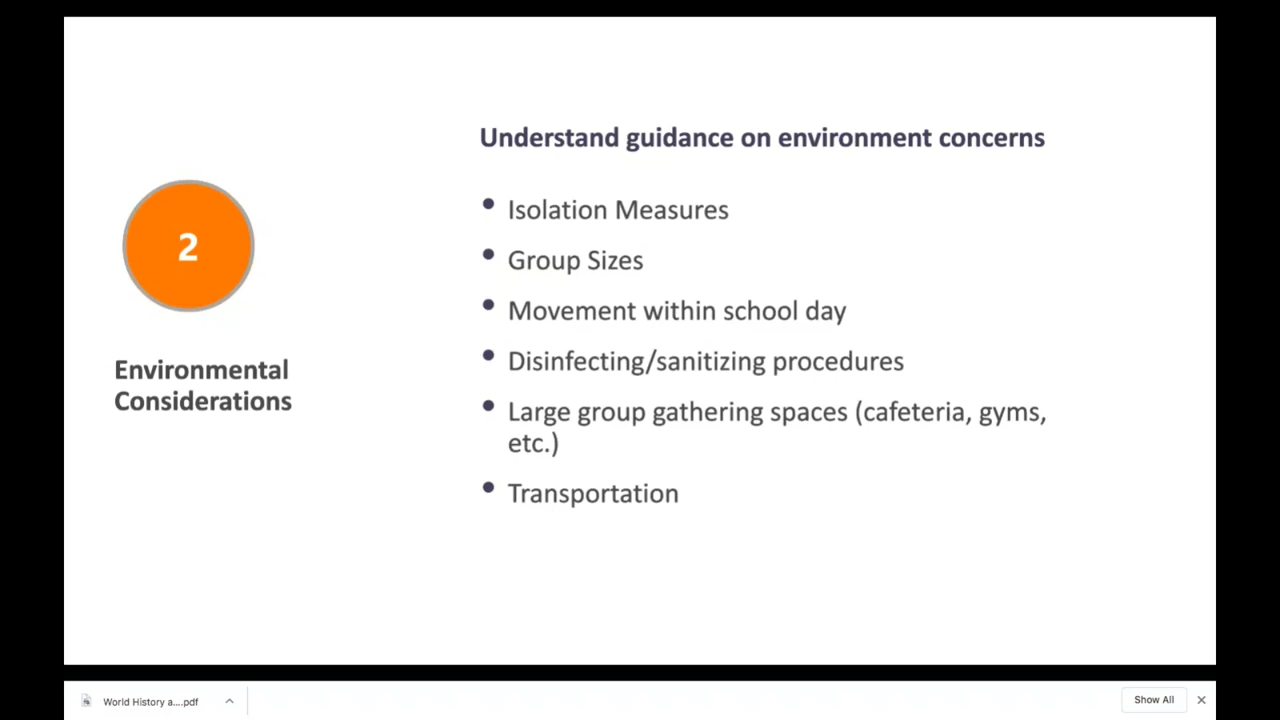 Understand guidance on environment concerns
2
Environmental
Considerations
• Isolation Measures
• Group Sizes
• Movement within school day
• Disinfecting/sanitizing procedures
• Large group gathering spaces (cafeteria, gyms,
etc.)
• Transportation
World History a....pdf
Show All